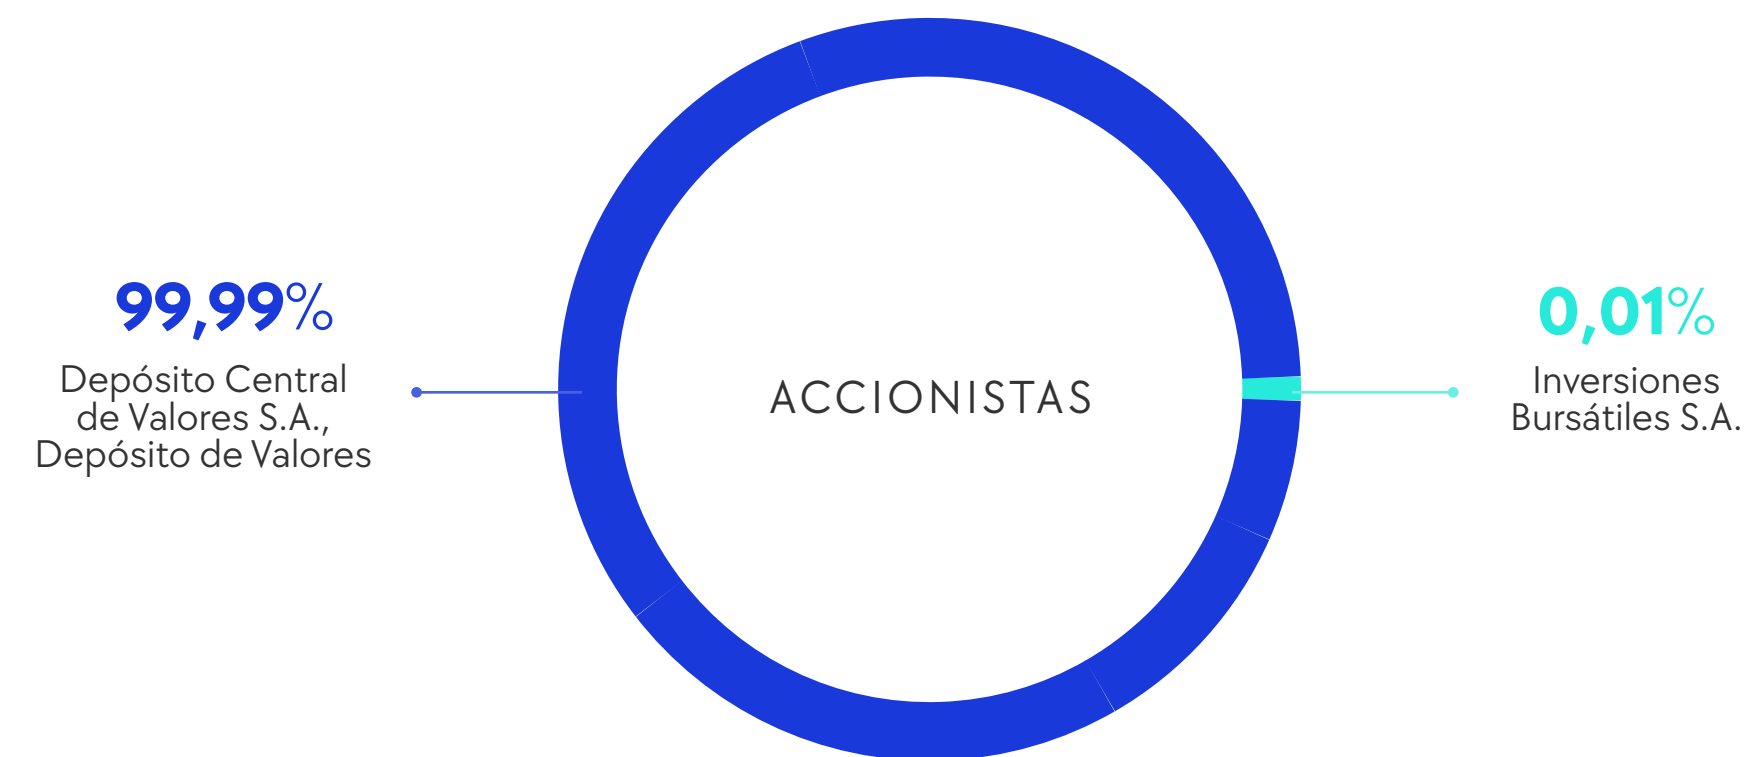 99,99%
Depósito Central
de Valores S.A.,
Depósito de Valores
ACCIONISTAS
0,01%
Inversiones
Bursátiles S.A.